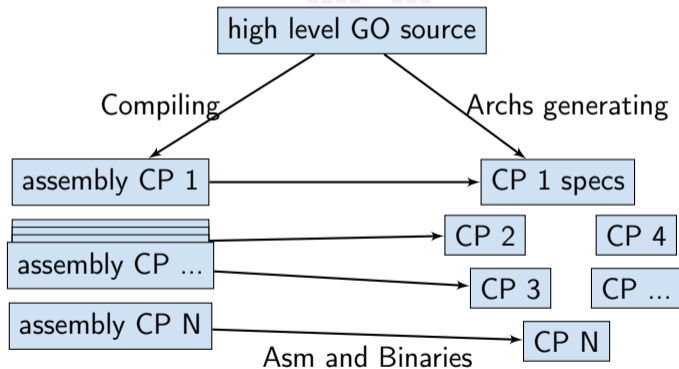 high level GO source
Compiling
Archs generating
assembly CP 1
CP 1 specs
CP 2
CP 4
assembly CP ...
CP 3
CP ...
assembly CP N
CP N
Asm and Binaries